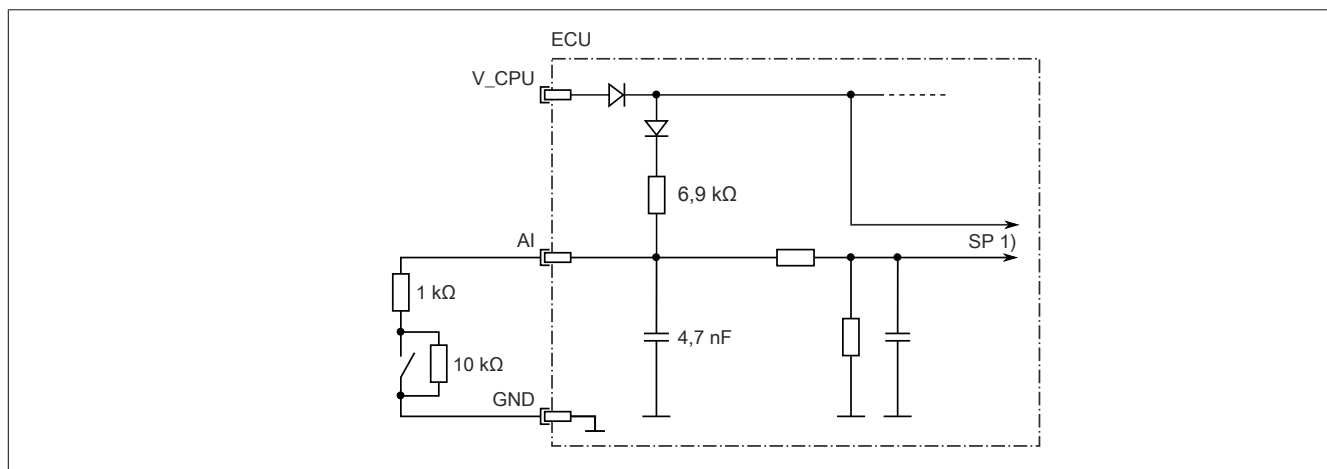 ECU
V_CPU
6,9 kΩ
AI
SP 1)
1 kΩ
4,7 nF
10 kΩ
GND